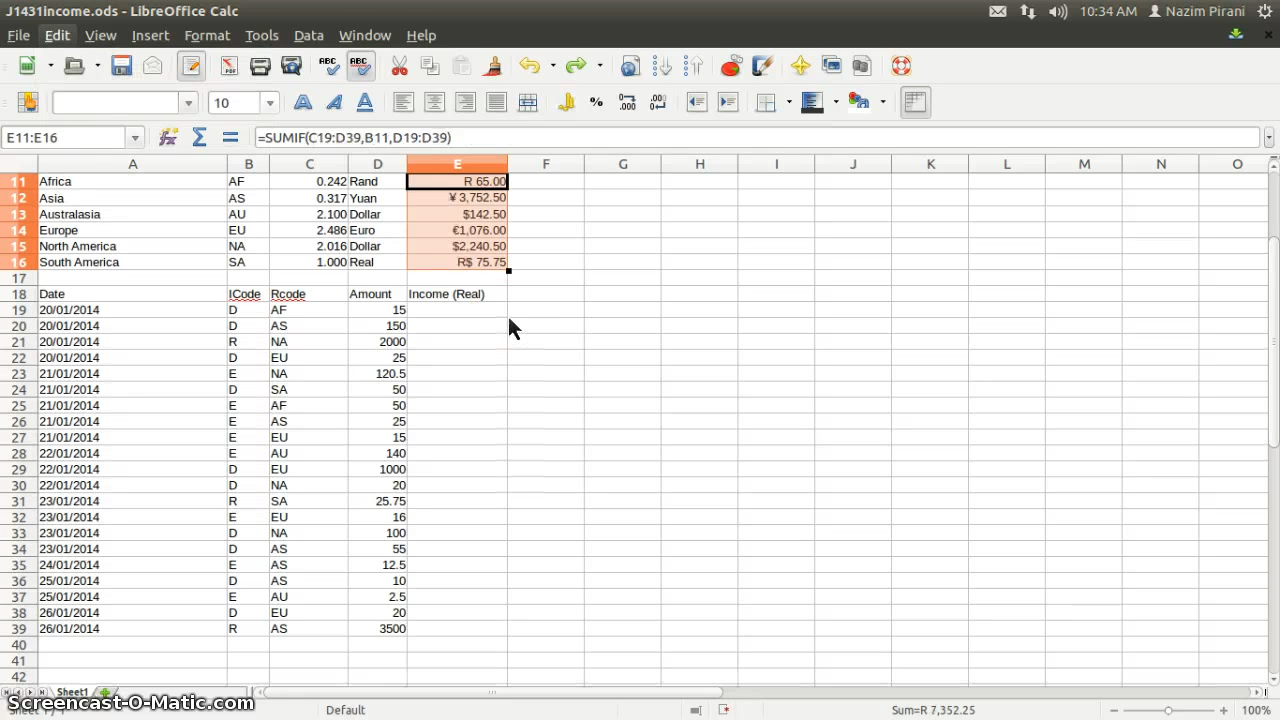 J1431income.ods - LibreOffice Calc 10:34 AM Nazim Pirani
File Edit View Insert Format Tools Data Window Help
10
E11:E16 =SUMIF(C19:D39,B11,D19:D39)
A B C D E F G H I J K L M N O
11 Africa AF 0.242 Rand R 65.00
12 Asia AS 0.317 Yuan ¥ 3,752.50
13 Australasia AU 2.100 Dollar $142.50
14 Europe EU 2.486 Euro €1,076.00
15 North America NA 2.016 Dollar $2,240.50
16 South America SA 1.000 Real R$ 75.75
17
18 Date ICode Rcode Amount Income (Real)
19 20/01/2014 D AF 15
20 20/01/2014 D AS 150
21 20/01/2014 R NA 2000
22 20/01/2014 D EU 25
23 21/01/2014 E NA 120.5
24 21/01/2014 D SA 50
25 21/01/2014 E AF 50
26 21/01/2014 E AS 25
27 21/01/2014 E EU 15
28 22/01/2014 E AU 140
29 22/01/2014 D EU 1000
30 22/01/2014 D NA 20
31 23/01/2014 R SA 25.75
32 23/01/2014 E EU 16
33 23/01/2014 D NA 100
34 23/01/2014 D AS 55
35 24/01/2014 E AS 12.5
36 25/01/2014 D AS 10
37 25/01/2014 E AU 2.5
38 26/01/2014 D EU 20
39 26/01/2014 R AS 3500
40
41
42
Sheet1
Screencast-O-Matic.com Default Sum=R 7,352.25 100%